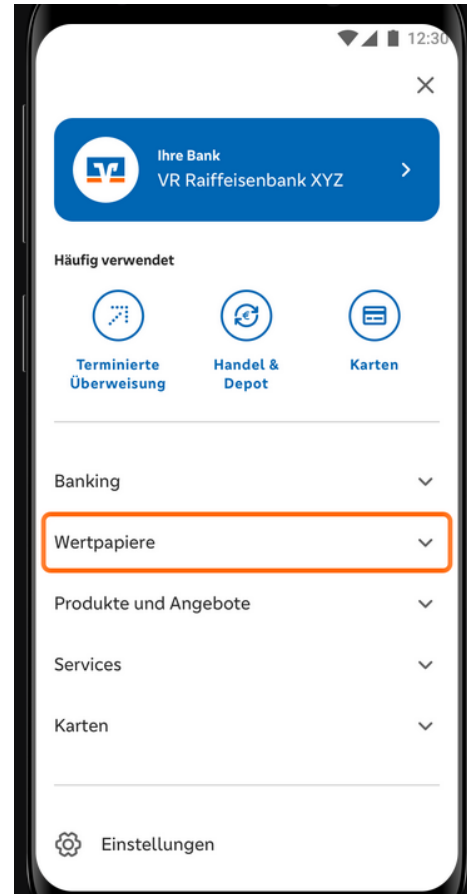 12:30
Ihre Bank
VR Raiffeisenbank XYZ
Häufig verwendet
Terminierte Überweisung
Handel & Depot
Karten
Banking
Wertpapiere
Produkte und Angebote
Services
Karten
Einstellungen